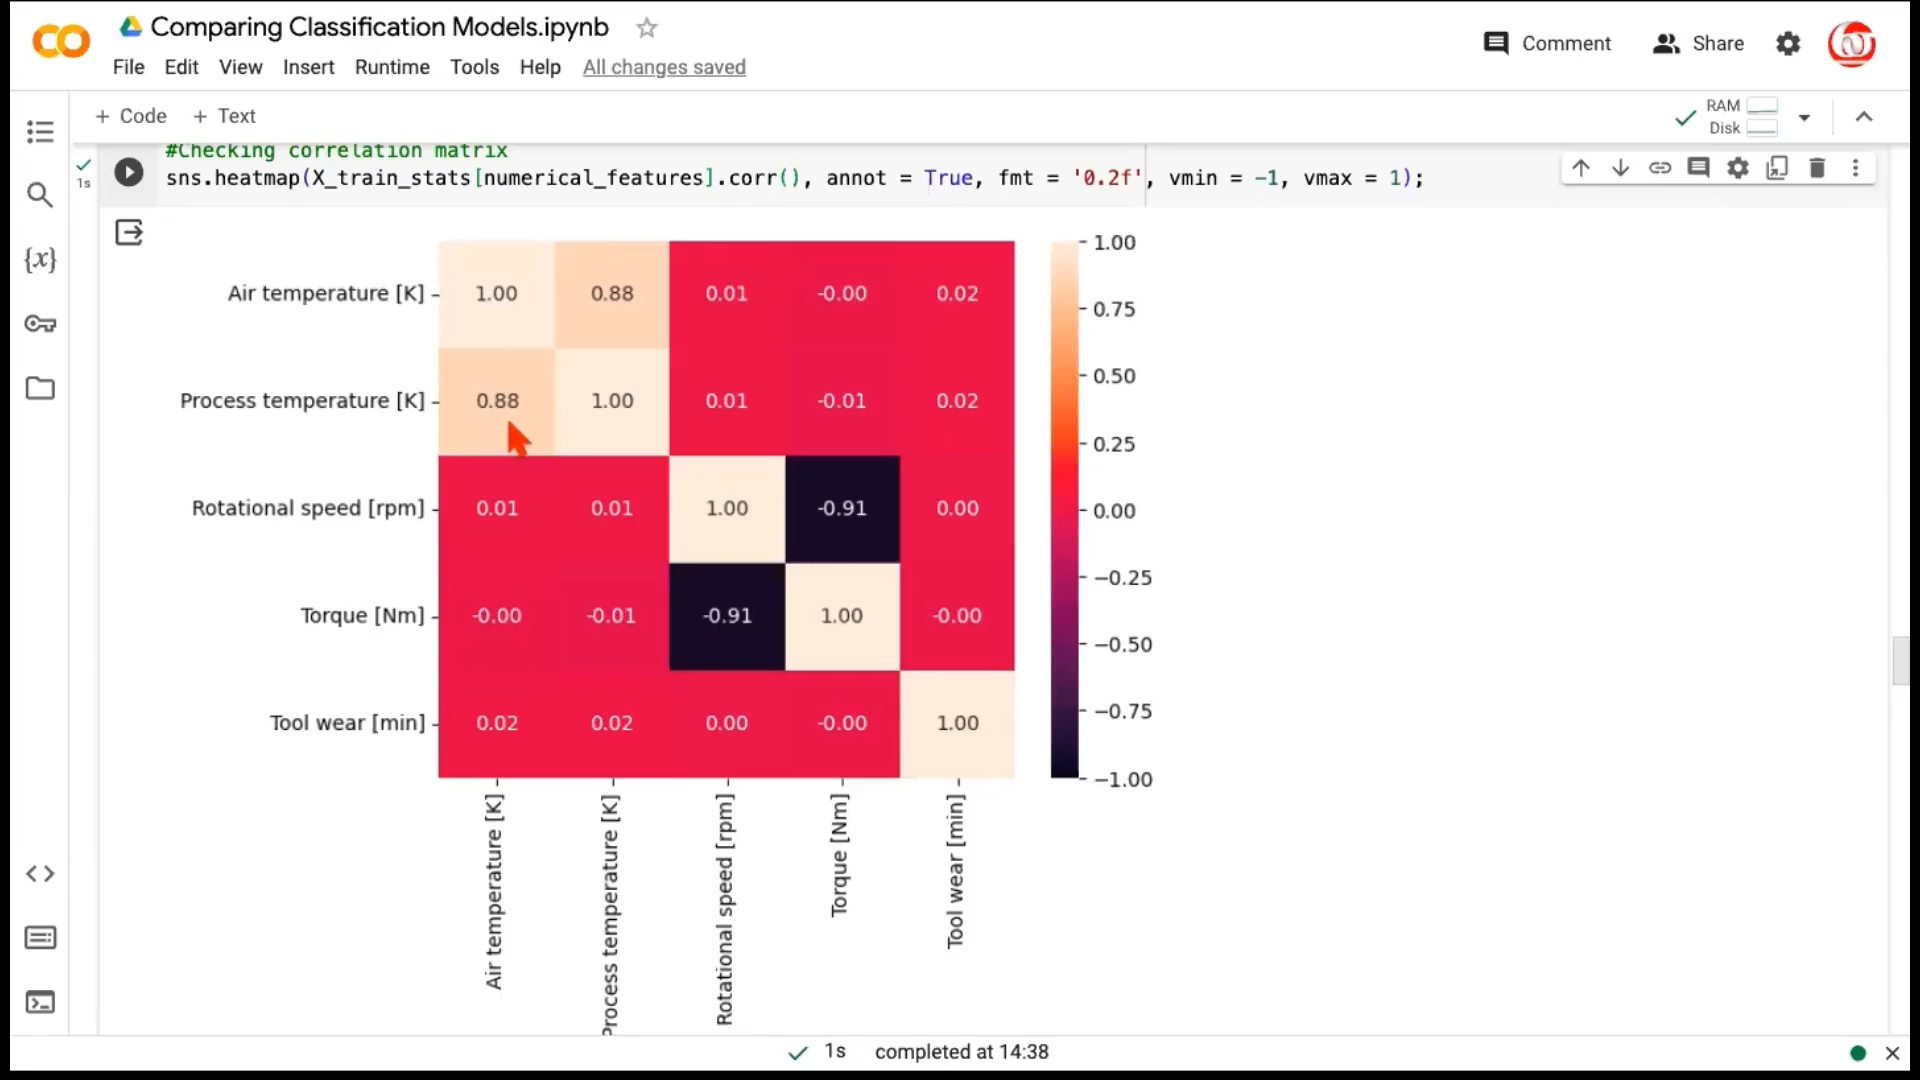 Comparing Classification Models.ipynb
File Edit View Insert Runtime Tools Help All changes saved
Comment Share
+ Code + Text
RAM
Disk
#Checking correlation matrix
1s
sns.heatmap(X_train_stats[numerical_features].corr(), annot = True, fmt = '0.2f', vmin = -1, vmax = 1);
{x}
Air temperature [K] 1.00 0.88 0.01 -0.00 0.02
Process temperature [K] 0.88 1.00 0.01 -0.01 0.02
Rotational speed [rpm] 0.01 0.01 1.00 -0.91 0.00
Torque [Nm] -0.00 -0.01 -0.91 1.00 -0.00
Tool wear [min] 0.02 0.02 0.00 -0.00 1.00
1.00
0.75
0.50
0.25
0.00
−0.25
−0.50
−0.75
−1.00
Air temperature [K]
Process temperature [K]
Rotational speed [rpm]
Torque [Nm]
Tool wear [min]
1s completed at 14:38